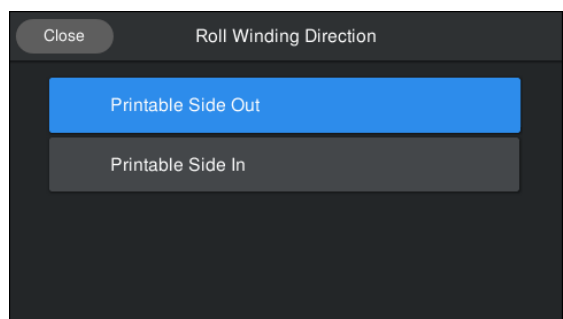 Close
Roll Winding Direction
Printable Side Out
Printable Side In